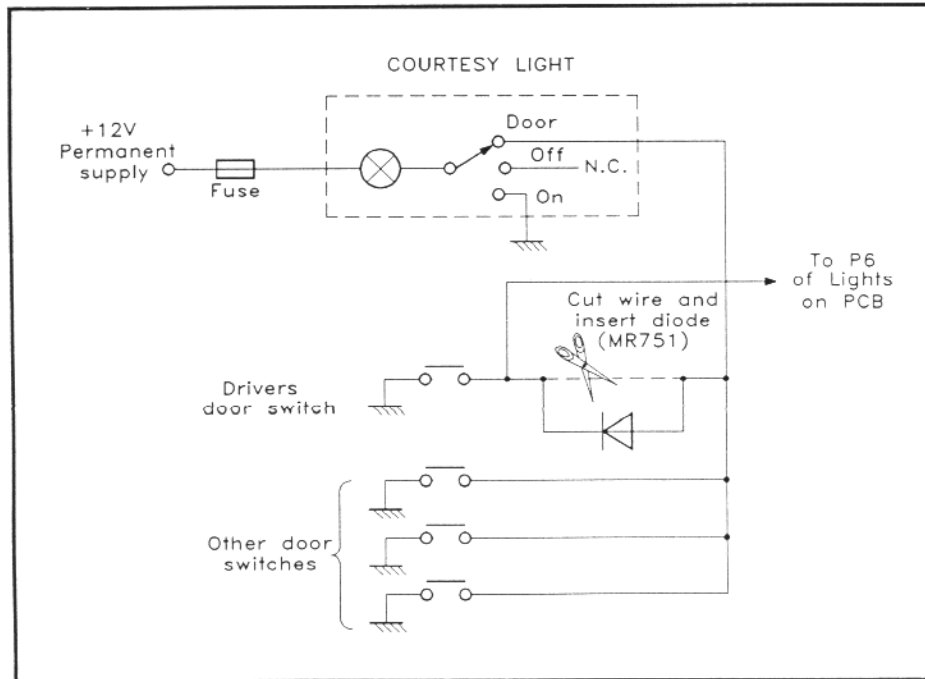 COURTESY LIGHT
+12V
Permanent
supply
Fuse
Door
Off
N.C.
On
To P6
of Lights
on PCB
Cut wire and
insert diode
(MR751)
Drivers
door switch
Other door
switches